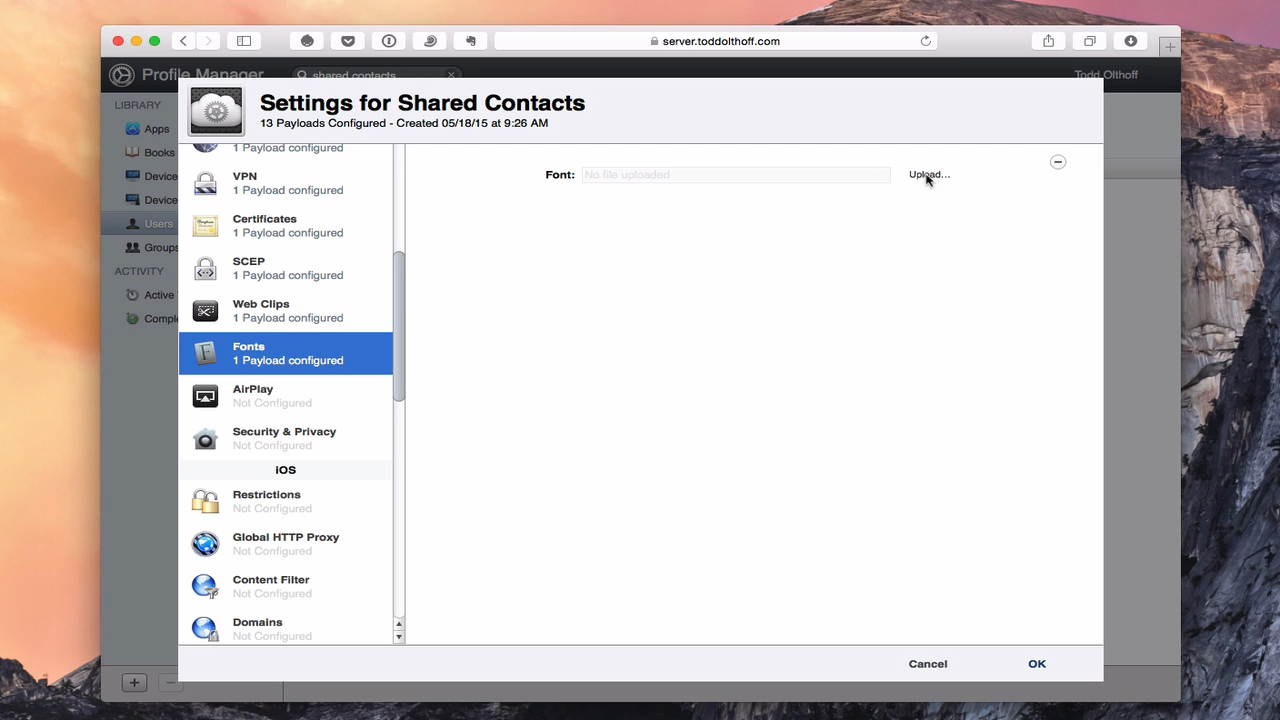 server.toddolthoff.com
Profile Manager
shared contacts
Todd Olthoff
LIBRARY
Apps
Books
Device
Device
Users
Groups
ACTIVITY
Active
Comple
Settings for Shared Contacts
13 Payloads Configured - Created 05/18/15 at 9:26 AM
1 Payload configured
VPN
1 Payload configured
Certificates
1 Payload configured
SCEP
1 Payload configured
Web Clips
1 Payload configured
Fonts
1 Payload configured
AirPlay
Not Configured
Security & Privacy
Not Configured
iOS
Restrictions
Not Configured
Global HTTP Proxy
Not Configured
Content Filter
Not Configured
Domains
Not Configured
Font: No file uploaded Upload...
Cancel OK